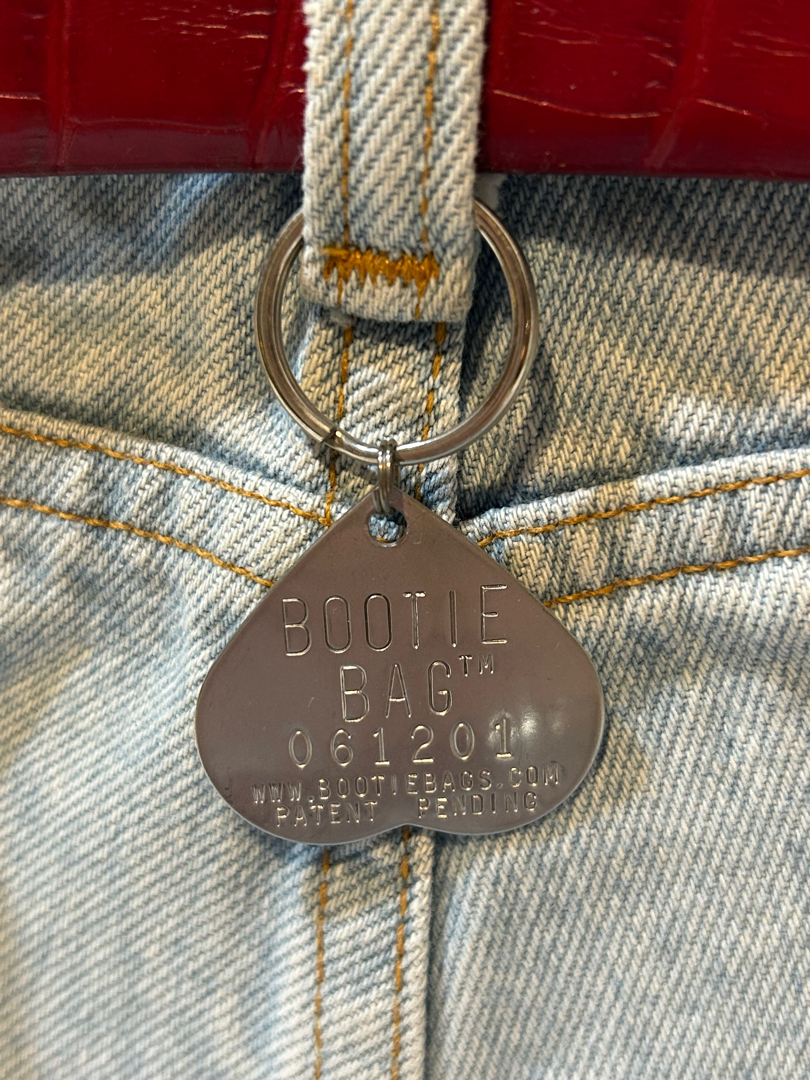 BOOTIE
BAG™
061201
WWW.BOOTIEBAGS.COM
PATENT PENDING